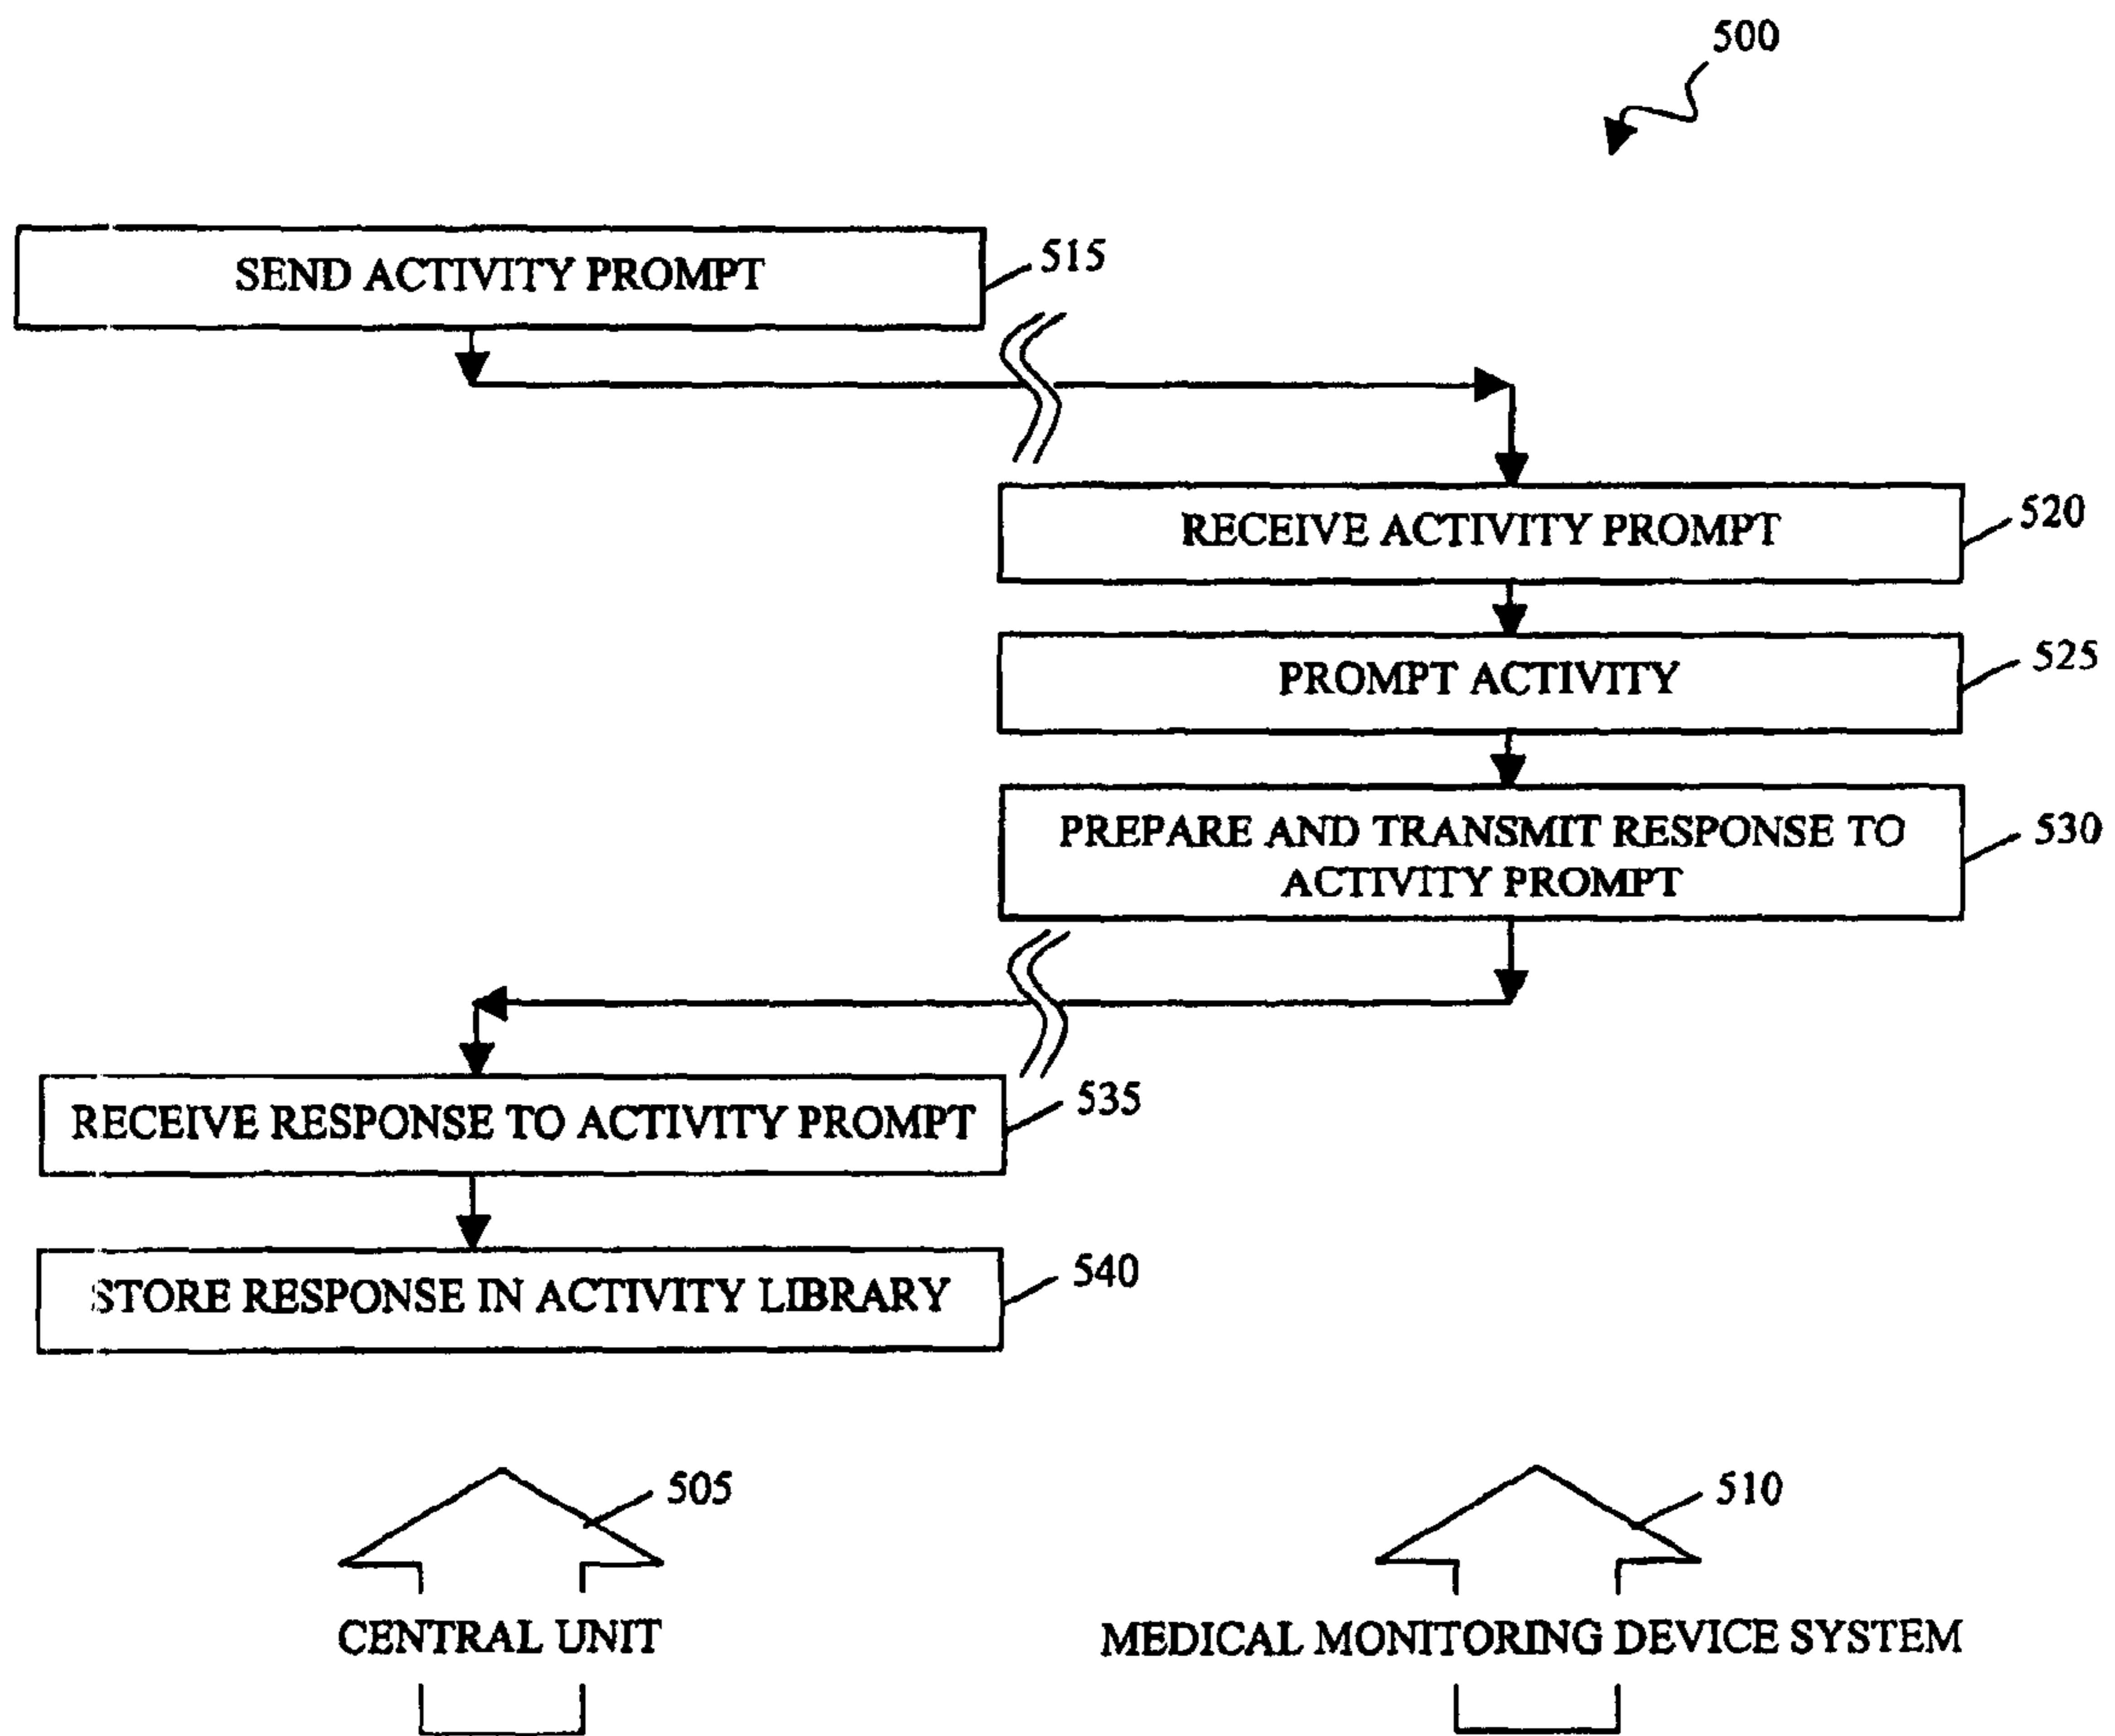 500
SEND ACTIVITY PROMPT
515
RECEIVE ACTIVITY PROMPT
520
PROMPT ACTIVITY
525
PREPARE AND TRANSMIT RESPONSE TO
ACTIVITY PROMPT
530
RECEIVE RESPONSE TO ACTIVITY PROMPT
535
STORE RESPONSE IN ACTIVITY LIBRARY
540
505
510
CENTRAL UNIT
MEDICAL MONITORING DEVICE SYSTEM